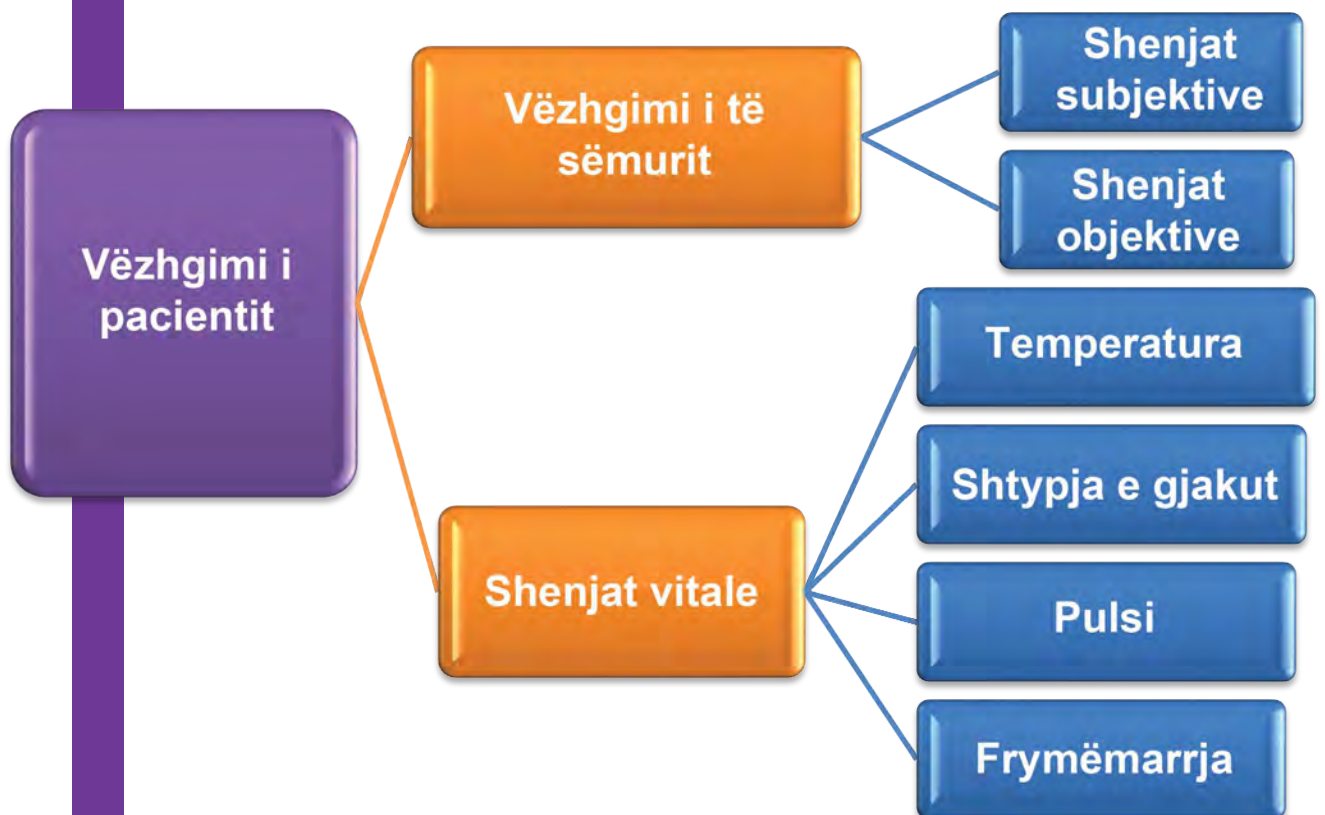 Vëzhgimi i
pacientit
Vëzhgimi i të
sëmurit
Shenjat
subjektive
Shenjat
objektive
Shenjat vitale
Temperatura
Shtypja e gjakut
Pulsi
Frymëmarrja